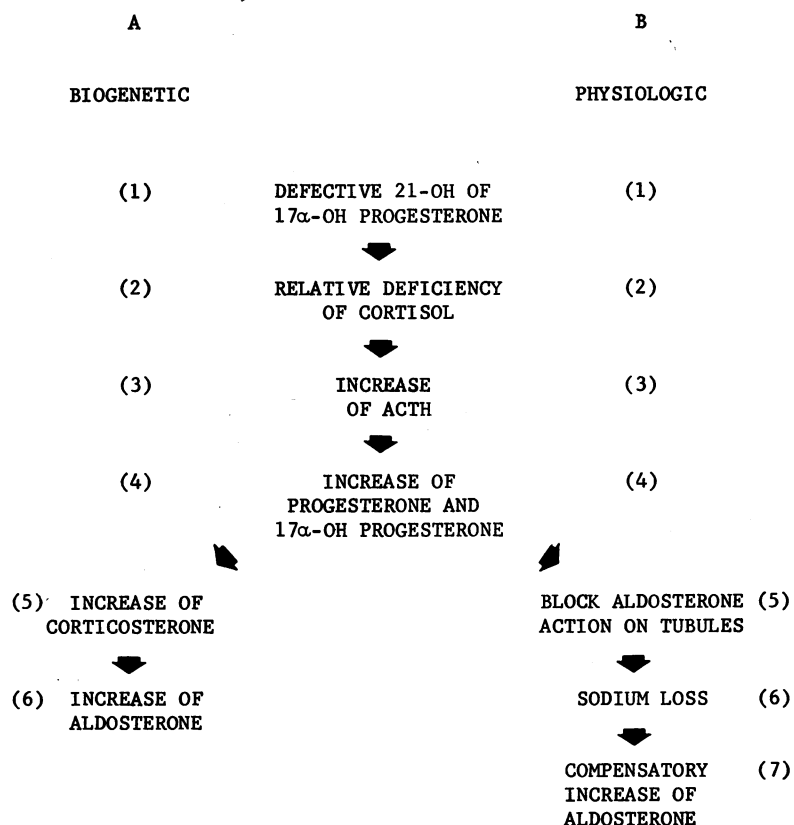 A B
BIOGENETIC PHYSIOLOGIC
(1) DEFECTIVE 21-OH OF (1)
17α-OH PROGESTERONE
(2) RELATIVE DEFICIENCY (2)
OF CORTISOL
(3) INCREASE (3)
OF ACTH
(4) INCREASE OF (4)
PROGESTERONE AND
17α-OH PROGESTERONE
(5) INCREASE OF
CORTICOSTERONE
(6) INCREASE OF
ALDOSTERONE
BLOCK ALDOSTERONE (5)
ACTION ON TUBULES
SODIUM LOSS (6)
COMPENSATORY (7)
INCREASE OF
ALDOSTERONE